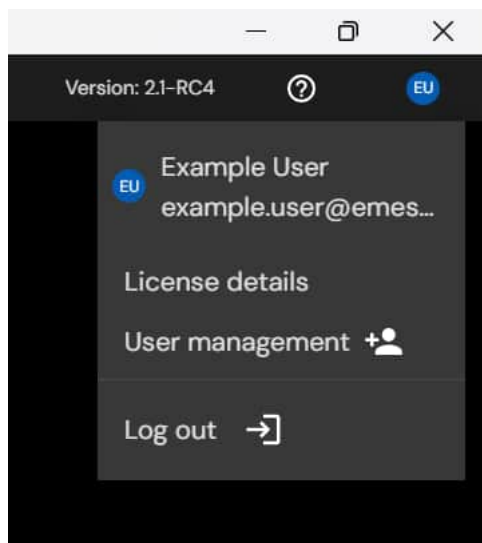 Version: 2.1-RC4
EU
EU
Example User
example.user@emes...
License details
User management
Log out